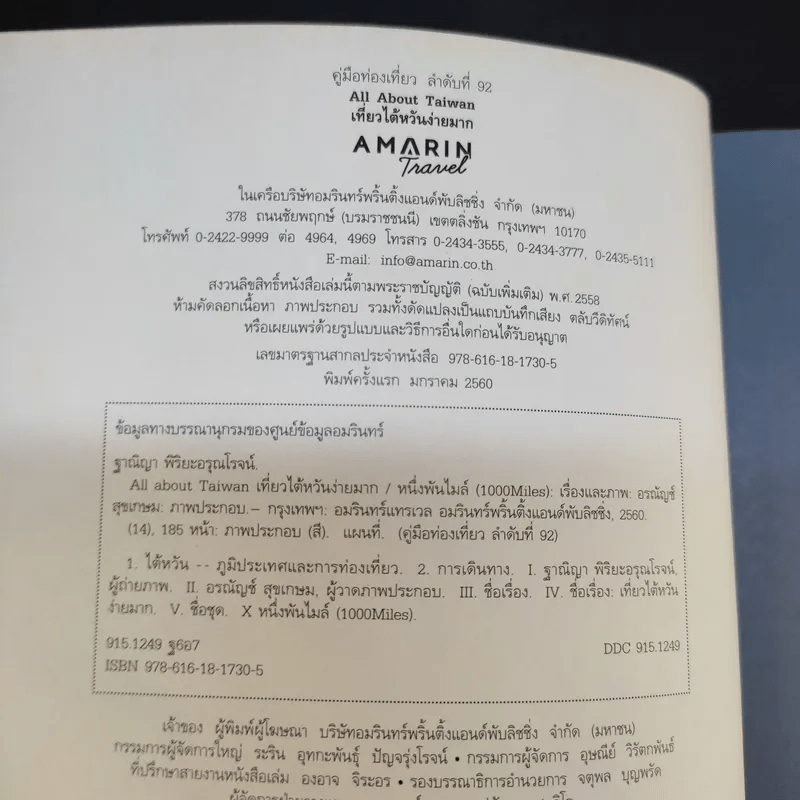 คู่มือท่องเที่ยว ลำดับที่ 92
All About Taiwan
เที่ยวไต้หวันง่ายมาก
AMARIN
Travel
ในเครือบริษัทอมรินทร์พริ้นติ้งแอนด์พับลิชชิ่ง จำกัด (มหาชน)
378 ถนนชัยพฤกษ์ (บรมราชชนนี) เขตตลิ่งชัน กรุงเทพฯ 10170
โทรศัพท์ 0-2422-9999 ต่อ 4964, 4969 โทรสาร 0-2434-3555, 0-2434-3777, 0-2435-5111
E-mail: info@amarin.co.th
สงวนลิขสิทธิ์หนังสือเล่มนี้ตามพระราชบัญญัติ (ฉบับเพิ่มเติม) พ.ศ.2558
ห้ามคัดลอกเนื้อหา ภาพประกอบ รวมทั้งดัดแปลงเป็นแถบบันทึกเสียง ตลับวีดิทัศน์
หรือเผยแพร่ด้วยรูปแบบและวิธีการอื่นใดก่อนได้รับอนุญาต
เลขมาตรฐานสากลประจำหนังสือ 978-616-18-1730-5
พิมพ์ครั้งแรก มกราคม 2560
ข้อมูลทางบรรณานุกรมของศูนย์ข้อมูลอมรินทร์
ฐาณิญา พิริยะอรุณโรจน์.
All about Taiwan เที่ยวไต้หวันง่ายมาก / หนึ่งพันไมล์ (1000Miles): เรื่องและภาพ: อรณัญช์
สุขเกษม: ภาพประกอบ.– กรุงเทพฯ: อมรินทร์แทรเวล อมรินทร์พริ้นติ้งแอนด์พับลิชชิ่ง, 2560.
(14), 185 หน้า: ภาพประกอบ (สี). แผนที่. (คู่มือท่องเที่ยว ลำดับที่ 92)
1. ไต้หวัน -- ภูมิประเทศและการท่องเที่ยว. 2. การเดินทาง. I. ฐาณิญา พิริยะอรุณโรจน์,
ผู้ถ่ายภาพ. II. อรณัญช์ สุขเกษม, ผู้วาดภาพประกอบ. III. ชื่อเรื่อง. IV. ชื่อเรื่อง: เที่ยวไต้หวัน
ง่ายมาก. V. ชื่อชุด. X หนึ่งพันไมล์ (1000Miles).
915.1249 ฐ6อ7 DDC 915.1249
ISBN 978-616-18-1730-5
เจ้าของ ผู้พิมพ์ผู้โฆษณา บริษัทอมรินทร์พริ้นติ้งแอนด์พับลิชชิ่ง จำกัด (มหาชน)
กรรมการผู้จัดการใหญ่ ระริน อุทกะพันธุ์ ปัญจรุ่งโรจน์ • กรรมการผู้จัดการ อุษณีย์ วิรัตกพันธ์
ที่ปรึกษาสายงานหนังสือเล่ม องอาจ จิระอร • รองบรรณาธิการอำนวยการ จตุพล บุญพรัด